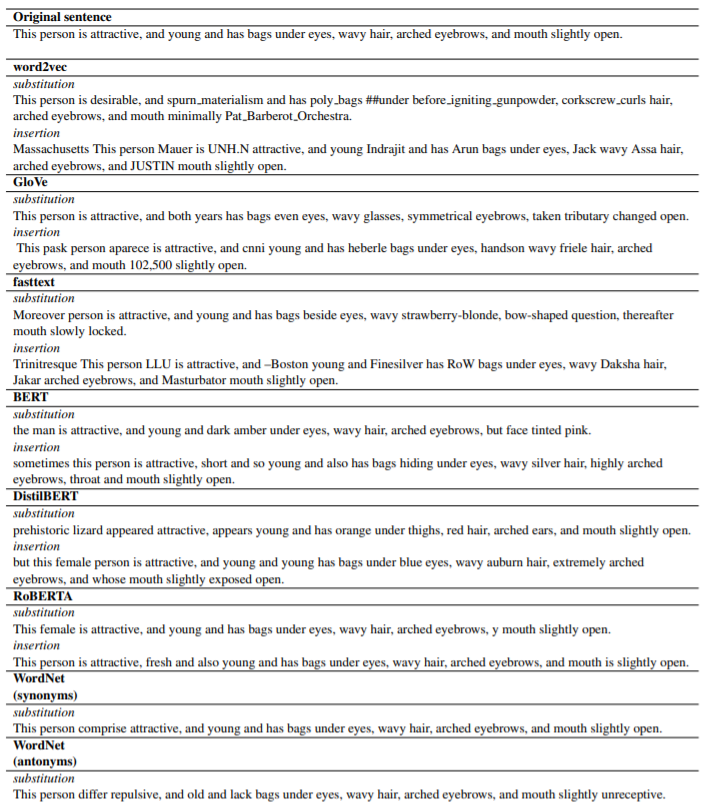 Original sentence
This person is attractive, and young and has bags under eyes, wavy hair, arched eyebrows, and mouth slightly open.
word2vec
substitution
This person is desirable, and spurn_materialism and has poly_bags ##under before_igniting_gunpowder, corkscrew_curls hair,
arched eyebrows, and mouth minimally Pat_Barberot_Orchestra.
insertion
Massachusetts This person Mauer is UNH.N attractive, and young Indrajit and has Arun bags under eyes, Jack wavy Assa hair,
arched eyebrows, and JUSTIN mouth slightly open.
GloVe
substitution
This person is attractive, and both years has bags even eyes, wavy glasses, symmetrical eyebrows, taken tributary changed open.
insertion
This pask person aparece is attractive, and cnni young and has heberle bags under eyes, handson wavy friele hair, arched
eyebrows, and mouth 102,500 slightly open.
fasttext
substitution
Moreover person is attractive, and young and has bags beside eyes, wavy strawberry-blonde, bow-shaped question, thereafter
mouth slowly locked.
insertion
Trinitresque This person LLU is attractive, and –Boston young and Finesilver has RoW bags under eyes, wavy Daksha hair,
Jakar arched eyebrows, and Masturbator mouth slightly open.
BERT
substitution
the man is attractive, and young and dark amber under eyes, wavy hair, arched eyebrows, but face tinted pink.
insertion
sometimes this person is attractive, short and so young and also has bags hiding under eyes, wavy silver hair, highly arched
eyebrows, throat and mouth slightly open.
DistilBERT
substitution
prehistoric lizard appeared attractive, appears young and has orange under thighs, red hair, arched ears, and mouth slightly open.
insertion
but this female person is attractive, and young and young has bags under blue eyes, wavy auburn hair, extremely arched
eyebrows, and whose mouth slightly exposed open.
RoBERTA
substitution
This female is attractive, and young and has bags under eyes, wavy hair, arched eyebrows, y mouth slightly open.
insertion
This person is attractive, fresh and also young and has bags under eyes, wavy hair, arched eyebrows, and mouth is slightly open.
WordNet
(synonyms)
substitution
This person comprise attractive, and young and has bags under eyes, wavy hair, arched eyebrows, and mouth slightly open.
WordNet
(antonyms)
substitution
This person differ repulsive, and old and lack bags under eyes, wavy hair, arched eyebrows, and mouth slightly unreceptive.